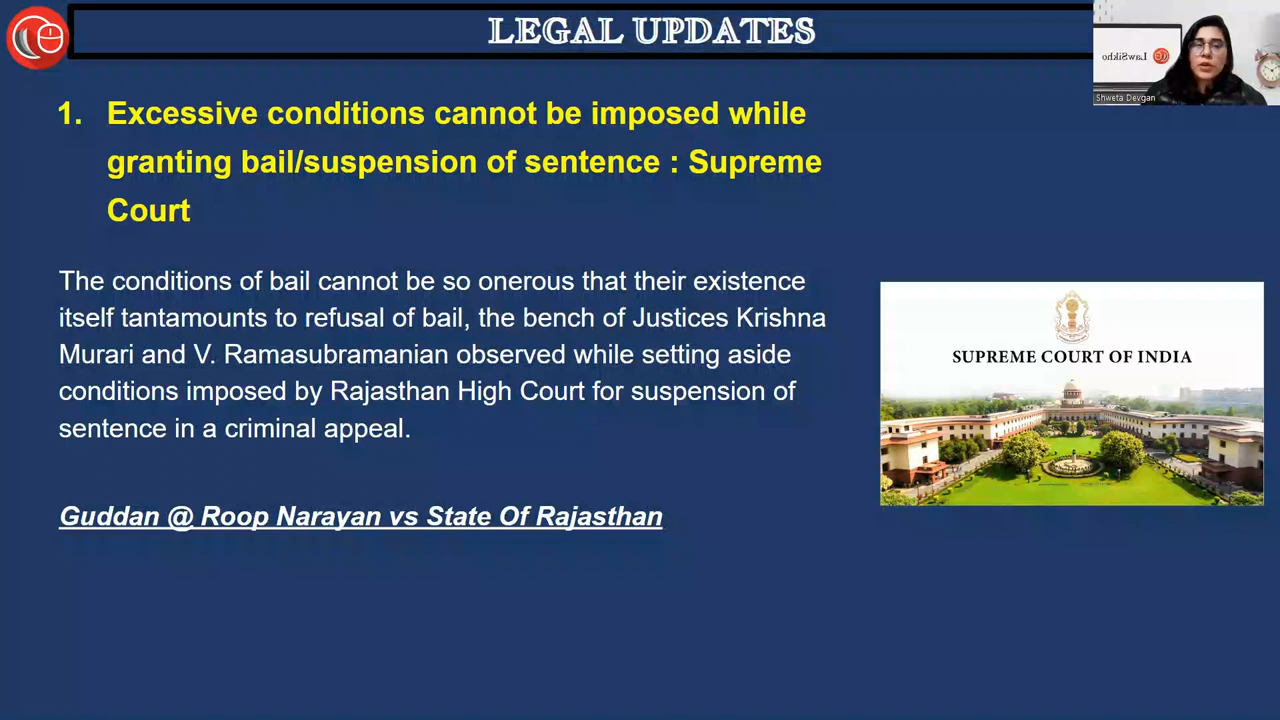 LEGAL UPDATES
LawSikho
Shweta Devgan
1. Excessive conditions cannot be imposed while
granting bail/suspension of sentence : Supreme
Court
The conditions of bail cannot be so onerous that their existence
itself tantamounts to refusal of bail, the bench of Justices Krishna
Murari and V. Ramasubramanian observed while setting aside
conditions imposed by Rajasthan High Court for suspension of
sentence in a criminal appeal.
SUPREME COURT OF INDIA
Guddan @ Roop Narayan vs State Of Rajasthan